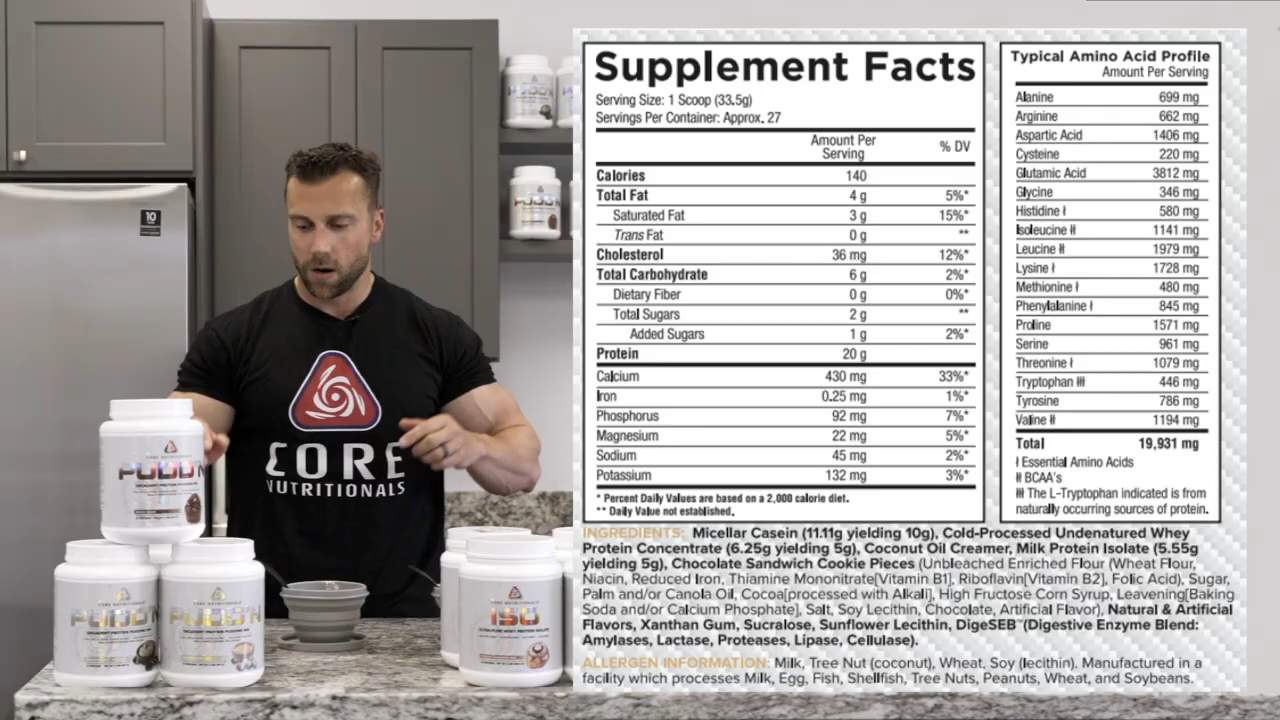 10
CORE
NUTRITIONALS
PUDD'N
PUDD'N
PUDD'N
ISO
Supplement Facts
Serving Size: 1 Scoop (33.5g)
Servings Per Container: Approx. 27
Amount Per Serving % DV
Calories 140
Total Fat 4 g 5%*
Saturated Fat 3 g 15%*
Trans Fat 0 g **
Cholesterol 36 mg 12%*
Total Carbohydrate 6 g 2%*
Dietary Fiber 0 g 0%*
Total Sugars 2 g **
Added Sugars 1 g 2%*
Protein 20 g
Calcium 430 mg 33%*
Iron 0.25 mg 1%*
Phosphorus 92 mg 7%*
Magnesium 22 mg 5%*
Sodium 45 mg 2%*
Potassium 132 mg 3%*
* Percent Daily Values are based on a 2,000 calorie diet.
** Daily Value not established.
Typical Amino Acid Profile
Amount Per Serving
Alanine 699 mg
Arginine 662 mg
Aspartic Acid 1406 mg
Cysteine 220 mg
Glutamic Acid 3812 mg
Glycine 346 mg
Histidine ƚ 580 mg
Isoleucine ƚƚ 1141 mg
Leucine ƚƚ 1979 mg
Lysine ƚ 1728 mg
Methionine ƚ 480 mg
Phenylalanine ƚ 845 mg
Proline 1571 mg
Serine 961 mg
Threonine ƚ 1079 mg
Tryptophan ƚƚƚ 446 mg
Tyrosine 786 mg
Valine ƚƚ 1194 mg
Total 19,931 mg
ƚ Essential Amino Acids
ƚƚ BCAA's
ƚƚƚ The L-Tryptophan indicated is from
naturally occurring sources of protein.
INGREDIENTS: Micellar Casein (11.11g yielding 10g), Cold-Processed Undenatured Whey
Protein Concentrate (6.25g yielding 5g), Coconut Oil Creamer, Milk Protein Isolate (5.55g
yielding 5g), Chocolate Sandwich Cookie Pieces (Unbleached Enriched Flour (Wheat Flour,
Niacin, Reduced Iron, Thiamine Mononitrate[Vitamin B1], Riboflavin[Vitamin B2], Folic Acid), Sugar,
Palm and/or Canola Oil, Cocoa[processed with Alkali], High Fructose Corn Syrup, Leavening[Baking
Soda and/or Calcium Phosphate], Salt, Soy Lecithin, Chocolate, Artificial Flavor), Natural & Artificial
Flavors, Xanthan Gum, Sucralose, Sunflower Lecithin, DigeSEB™(Digestive Enzyme Blend:
Amylases, Lactase, Proteases, Lipase, Cellulase).
ALLERGEN INFORMATION: Milk, Tree Nut (coconut), Wheat, Soy (lecithin). Manufactured in a
facility which processes Milk, Egg, Fish, Shellfish, Tree Nuts, Peanuts, Wheat, and Soybeans.